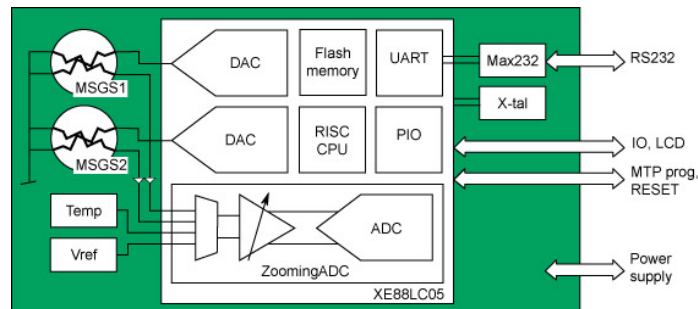 MSGS1
MSGS2
Temp
Vref
DAC
Flash
memory
UART
DAC
RISC
CPU
PIO
ADC
ZoomingADC
XE88LC05
Max232
X-tal
RS232
IO, LCD
MTP prog,
RESET
Power
supply